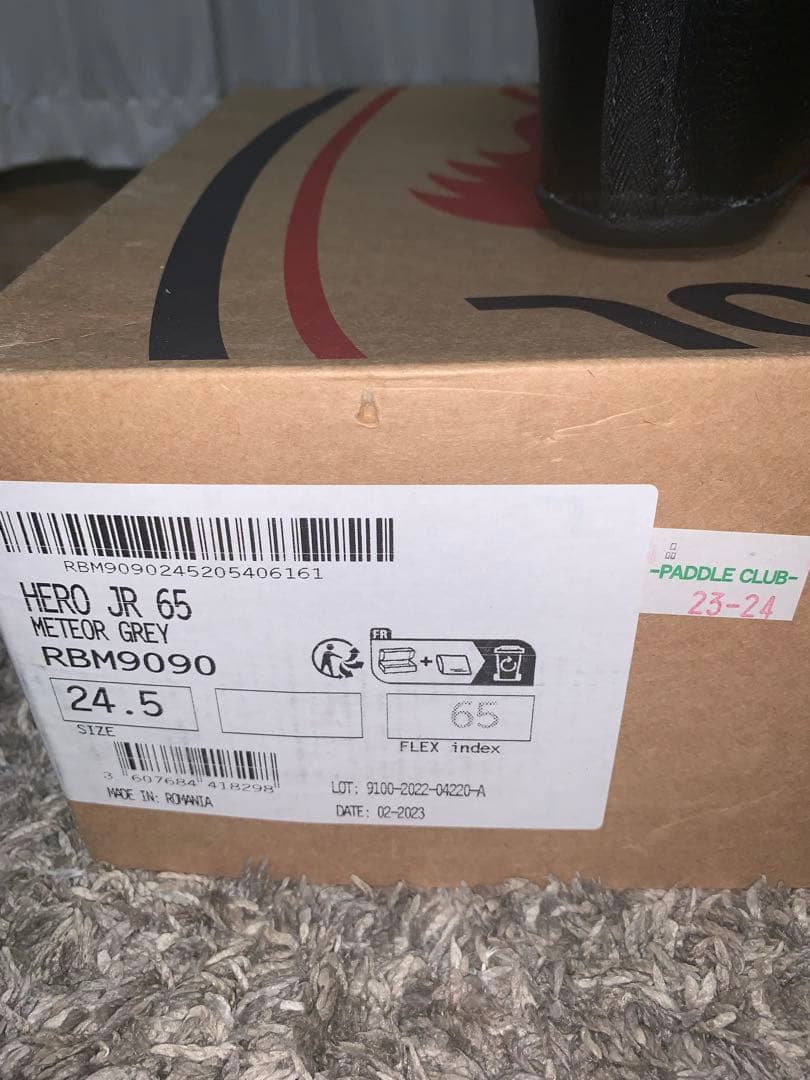 RBM9090245205406161
HERO JR 65
METEOR GREY
RBM9090
FR
24.5
SIZE
65
FLEX index
3 607684 418298
MADE IN: ROMANIA
LOT: 9100-2022-04220-A
DATE: 02-2023
-PADDLE CLUB-
23-24